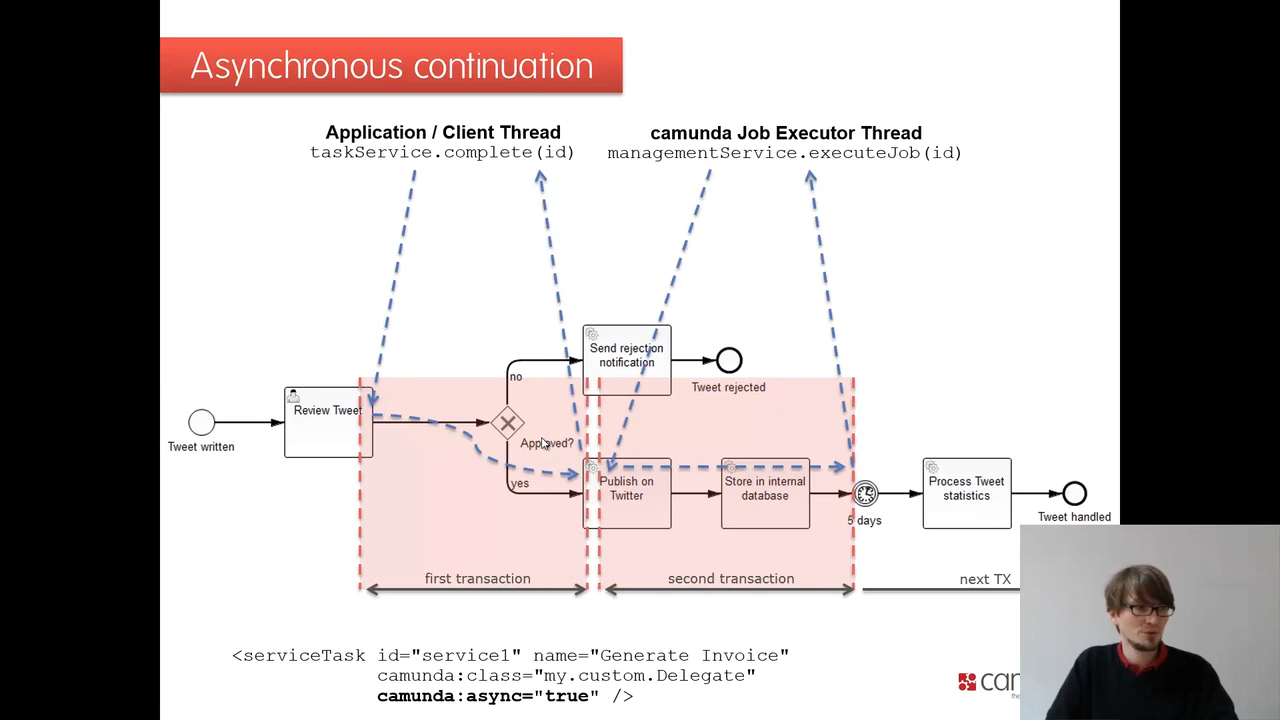 Asynchronous continuation
Application / Client Thread
taskService.complete(id)
camunda Job Executor Thread
managementService.executeJob(id)
Send rejection
notification
no
Tweet rejected
Review Tweet
Tweet written
Approved?
yes
Publish on
Twitter
Store in internal
database
5 days
Process Tweet
statistics
Tweet handled
first transaction
second transaction
next TX
<serviceTask id="service1" name="Generate Invoice"
camunda:class="my.custom.Delegate"
camunda:async="true" />